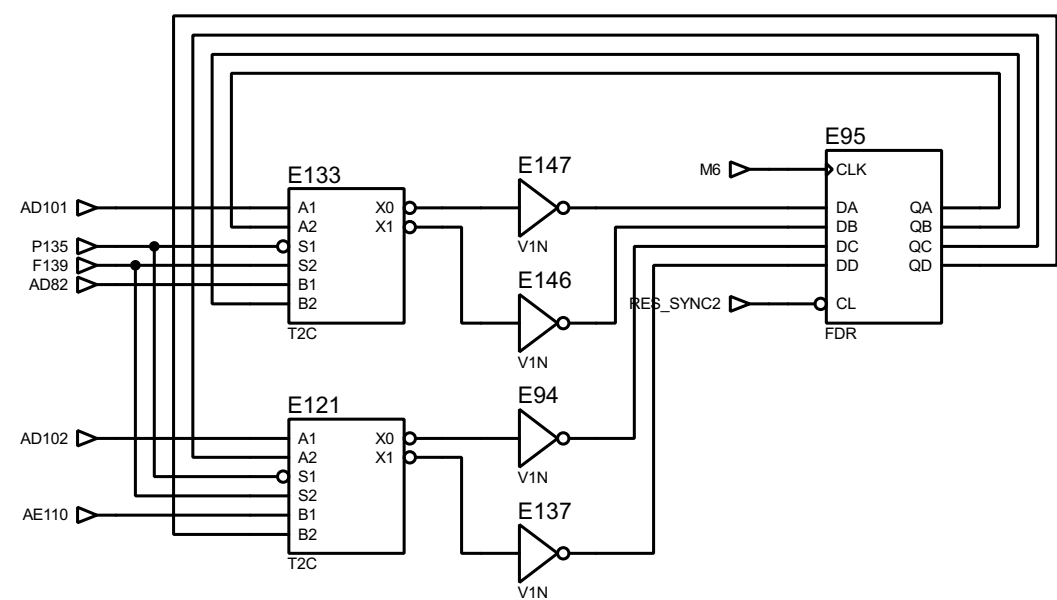 E95
M6
CLK
E133
E147
AD101
A1
X0
DA
QA
A2
X1
DB
QB
P135
S1
V1N
DC
QC
F139
S2
DD
QD
AD82
B1
E146
B2
RES_SYNC2
CL
T2C
FDR
V1N
E121
E94
AD102
A1
X0
A2
X1
S1
V1N
S2
AE110
B1
E137
B2
T2C
V1N